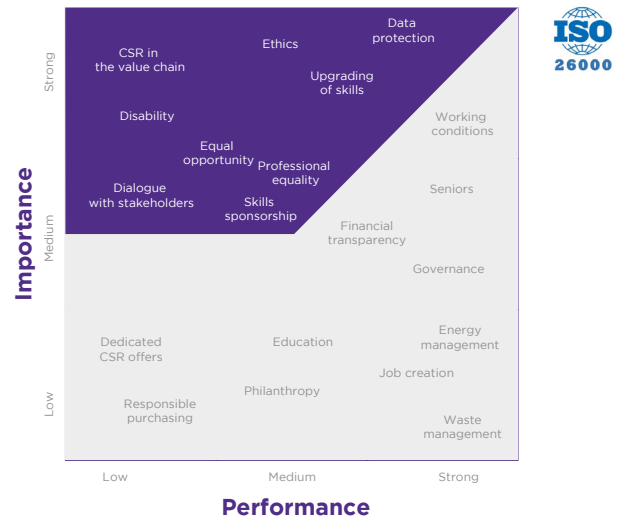 Data
protection
Ethics
CSR in
the value chain
Upgrading
of skills
Disability
Working
conditions
Equal
opportunity
Professional
equality
Dialogue
with stakeholders
Seniors
Skills
sponsorship
Financial
transparency
Governance
Dedicated
CSR offers
Education
Energy
management
Job creation
Philanthropy
Responsible
purchasing
Waste
management
Strong
Medium
Low
Importance
Low
Medium
Strong
Performance
ISO
26000